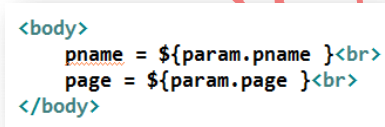 <body>
pname = ${param.pname }<br>
page = ${param.page }<br>
</body>